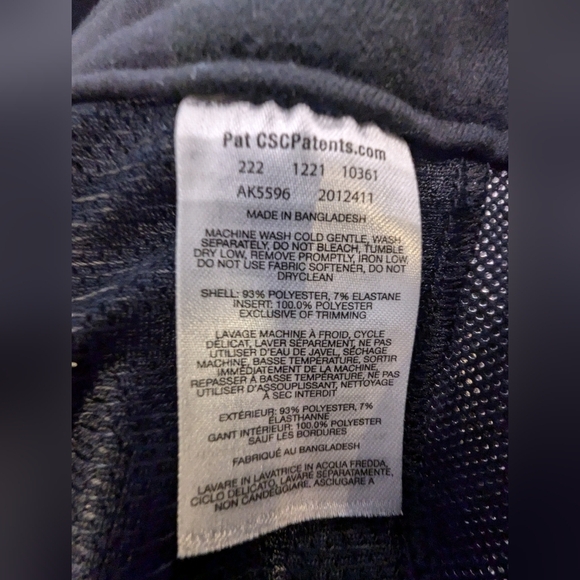 Pat CSCPatents.com
222 1221 10361
AK5596 2012411
MADE IN BANGLADESH
MACHINE WASH COLD GENTLE, WASH
SEPARATELY, DO NOT BLEACH, TUMBLE
DRY LOW, REMOVE PROMPTLY, IRON LOW,
DO NOT USE FABRIC SOFTENER, DO NOT
DRYCLEAN
SHELL: 93% POLYESTER, 7% ELASTANE
INSERT: 100.0% POLYESTER
EXCLUSIVE OF TRIMMING
LAVAGE MACHINE À FROID, CYCLE
DÉLICAT, LAVER SÉPARÉMENT, NE PAS
UTILISER D'EAU DE JAVEL, SÉCHAGE
MACHINE, BASSE TEMPÉRATURE, SORTIR
IMMÉDIATEMENT DE LA MACHINE,
REPASSER À BASSE TEMPÉRATURE, NE PAS
UTILISER D'ASSOUPLISSANT, NETTOYAGE
À SEC INTERDIT
EXTÉRIEUR: 93% POLYESTER, 7%
ÉLASTHANNE
GANT INTÉRIEUR: 100.0% POLYESTER
SAUF LES BORDURES
FABRIQUÉ AU BANGLADESH
LAVARE IN LAVATRICE IN ACQUA FREDDA,
CICLO DELICATO, LAVARE SEPARATAMENTE,
NON CANDEGGIARE, ASCIUGARE A